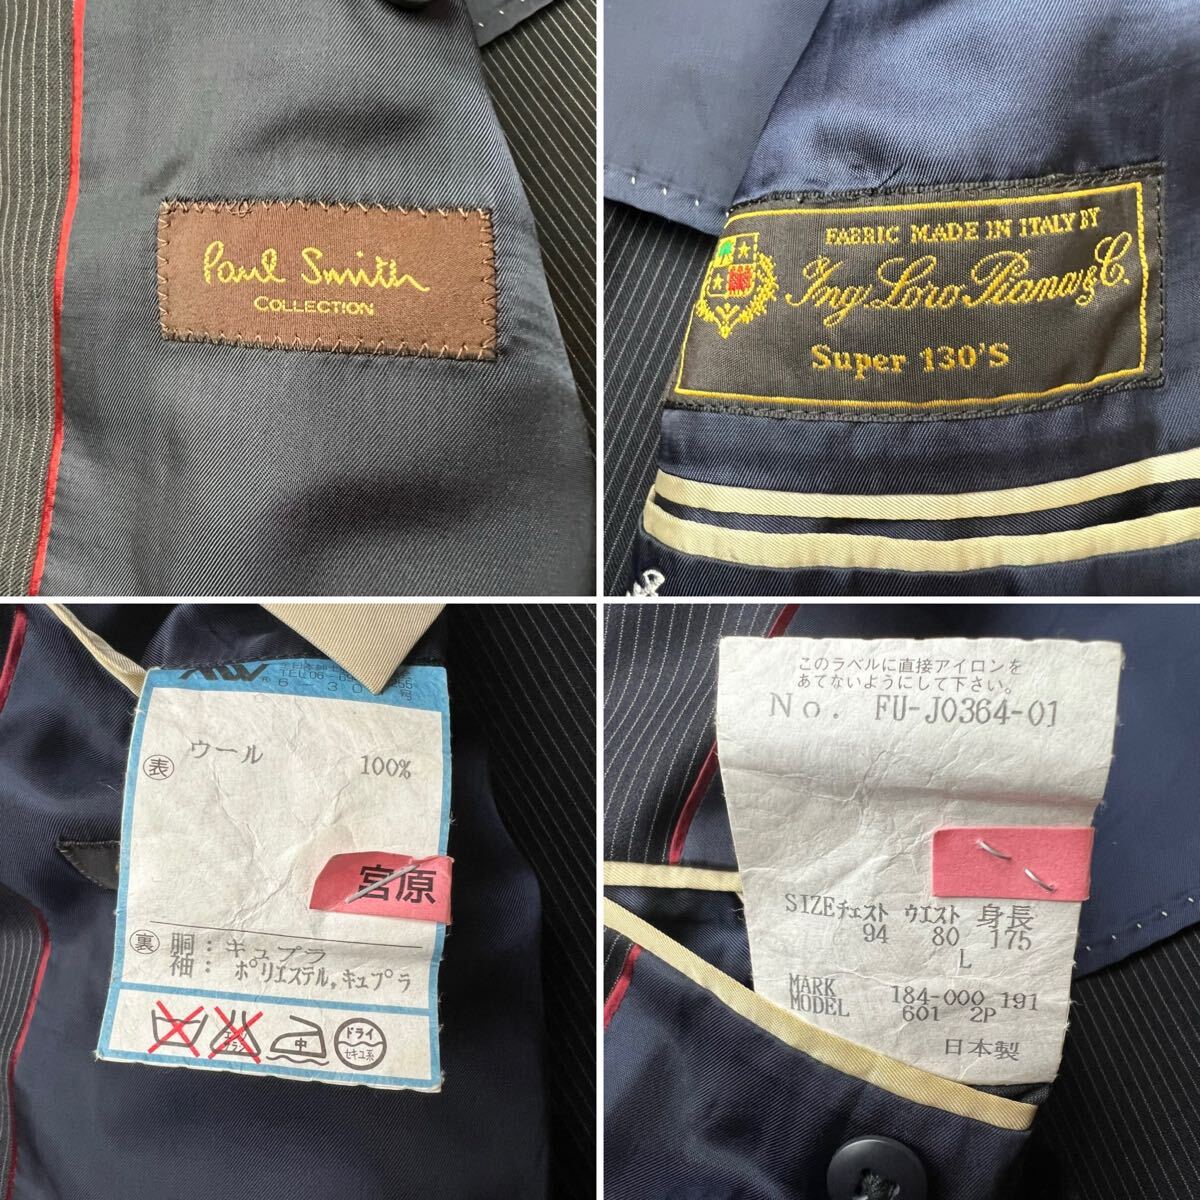 Paul Smith
COLLECTION
FABRIC MADE IN ITALY BY
Ing. Loro Piana & C.
Super 130'S
表 ウール 100%
宮原
裏 胴: キュプラ
袖: ポリエステル,キュプラ
中
ドライ
セキユ系
このラベルに直接アイロンを
あてないようにして下さい。
No. FU-J0364-01
SIZE チェスト ウエスト 身長
94 80 175
L
MARK 184-000 191
MODEL 601 2P
日本製